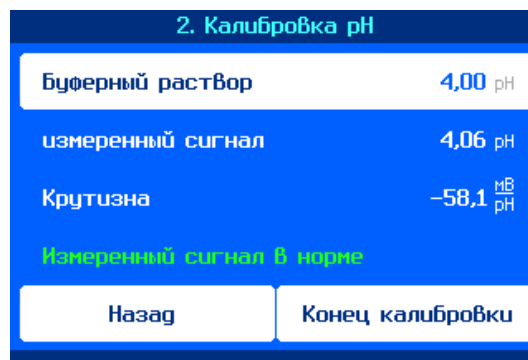 2. Калибровка pH
Буферный раствор 4,00 pH
измеренный сигнал 4,06 pH
Крутизна −58,1 мВ/pH
Измеренный сигнал в норме
Назад Конец калибровки